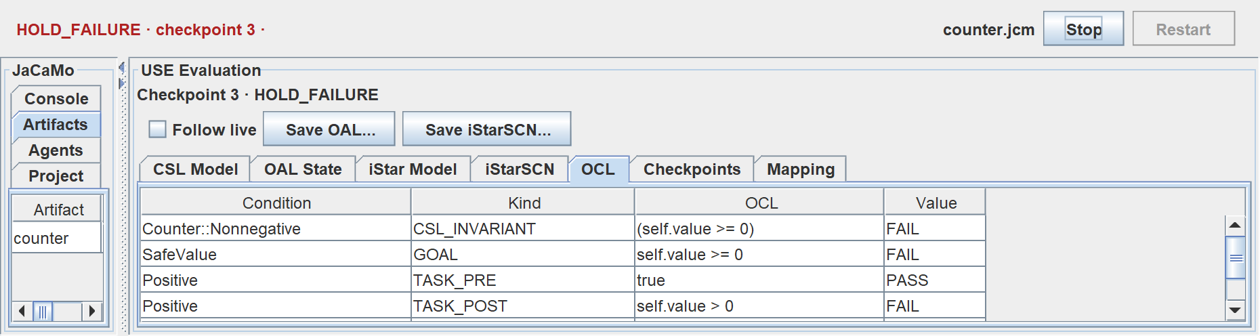 HOLD_FAILURE · checkpoint 3 ·
counter.jcm Stop Restart
JaCaMo
Console
Artifacts
Agents
Project
Artifact
counter
USE Evaluation
Checkpoint 3 · HOLD_FAILURE
Follow live Save OAL... Save iStarSCN...
CSL Model OAL State iStar Model iStarSCN OCL Checkpoints Mapping
Condition Kind OCL Value
Counter::Nonnegative CSL_INVARIANT (self.value >= 0) FAIL
SafeValue GOAL self.value >= 0 FAIL
Positive TASK_PRE true PASS
Positive TASK_POST self.value > 0 FAIL